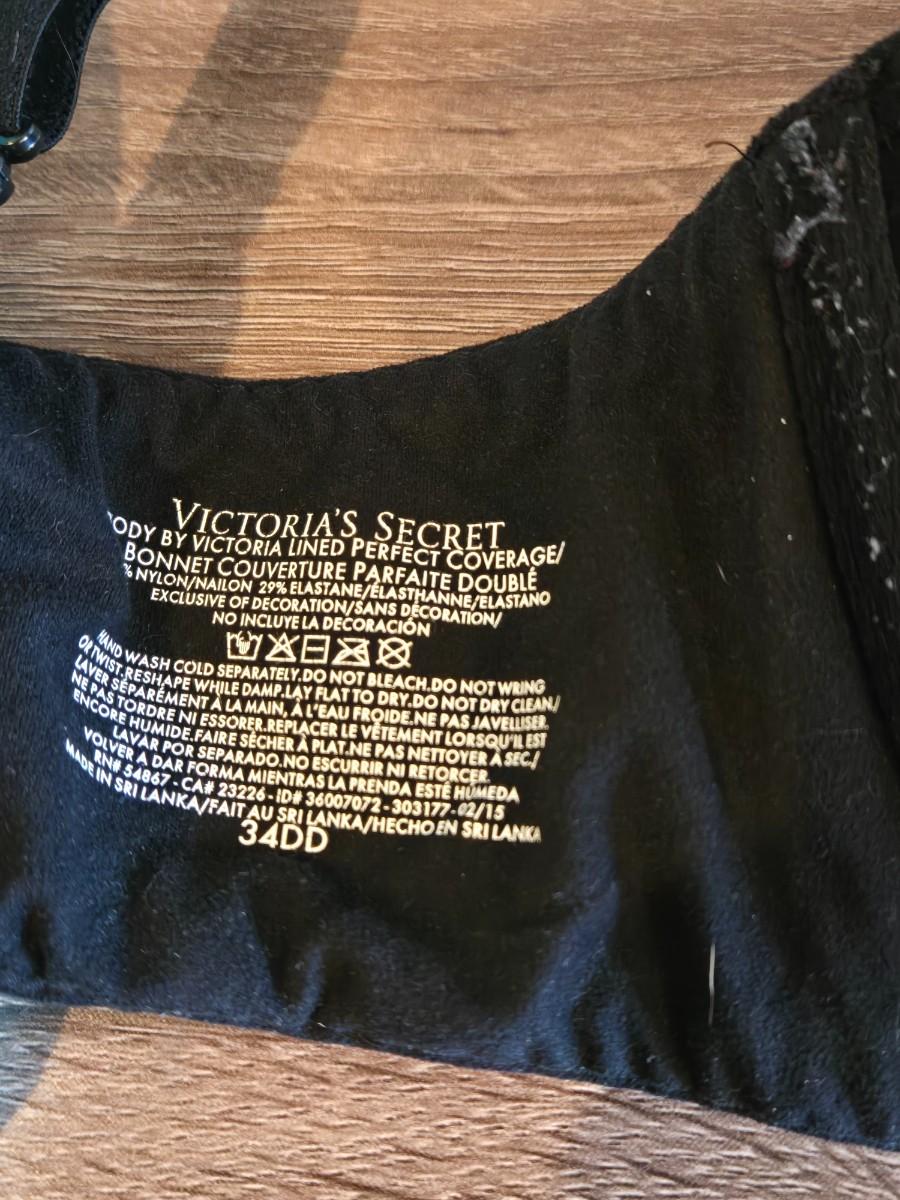 VICTORIA'S SECRET
ODY BY VICTORIA LINED PERFECT COVERAGE/
BONNET COUVERTURE PARFAITE DOUBLÉ
% NYLON/NAILON 29% ELASTANE/ÉLASTHANNE/ELASTANO
EXCLUSIVE OF DECORATION/SANS DÉCORATION/
NO INCLUYE LA DECORACIÓN
HAND WASH COLD SEPARATELY.DO NOT BLEACH.DO NOT WRING
OR TWIST.RESHAPE WHILE DAMP.LAY FLAT TO DRY.DO NOT DRY CLEAN./
LAVER SÉPARÉMENT À LA MAIN, À L'EAU FROIDE.NE PAS JAVELLISER.
NE PAS TORDRE NI ESSORER.REPLACER LE VÊTEMENT LORSQU'IL EST
ENCORE HUMIDE.FAIRE SÉCHER À PLAT.NE PAS NETTOYER À SEC./
LAVAR POR SEPARADO.NO ESCURRIR NI RETORCER.
VOLVER A DAR FORMA MIENTRAS LA PRENDA ESTÉ HÚMEDA
RN# 54867 - CA# 23226 - ID# 36007072 - 303177-02/15
MADE IN SRI LANKA/FAIT AU SRI LANKA/HECHO EN SRI LANKA
34DD